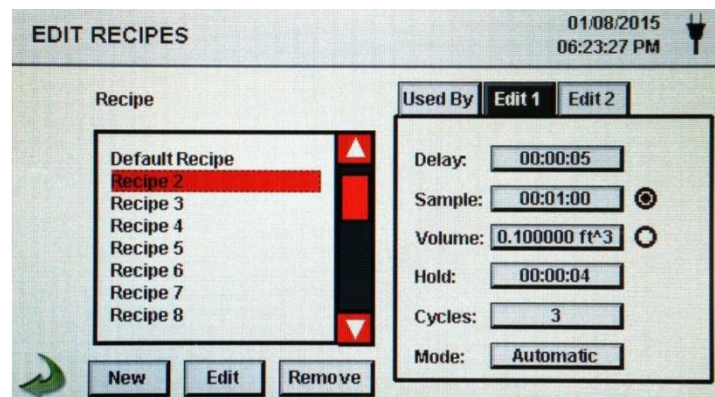 EDIT RECIPES
01/08/2015
06:23:27 PM
Recipe
Default Recipe
Recipe 2
Recipe 3
Recipe 4
Recipe 5
Recipe 6
Recipe 7
Recipe 8
New Edit Remove
Used By Edit 1 Edit 2
Delay: 00:00:05
Sample: 00:01:00
Volume: 0.100000 ft^3
Hold: 00:00:04
Cycles: 3
Mode: Automatic